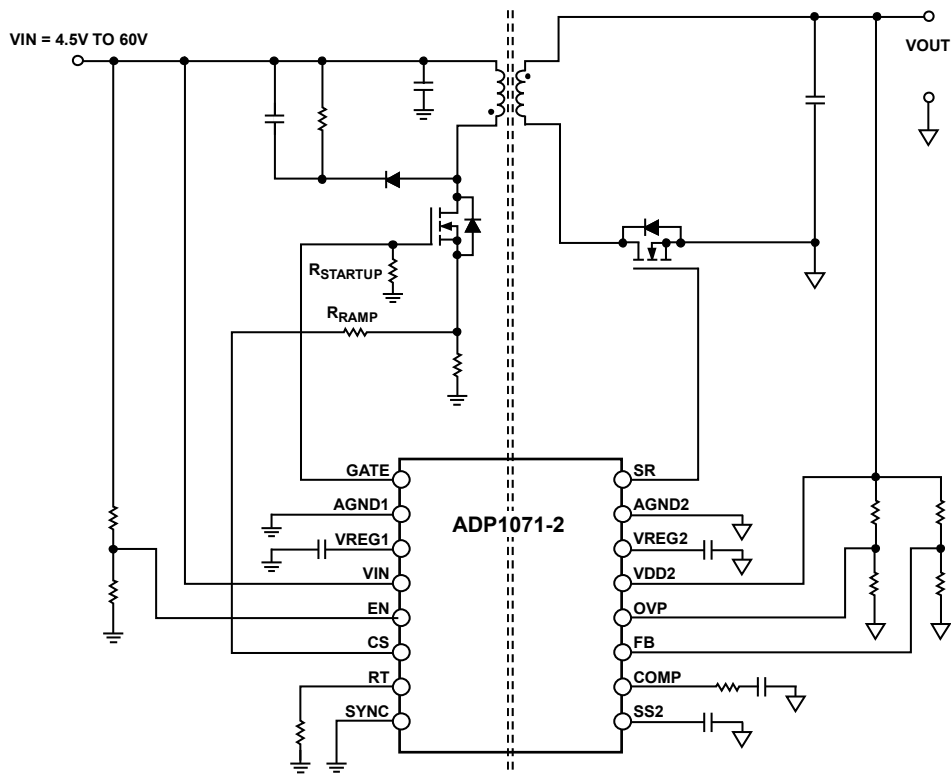 VIN = 4.5V TO 60V
VOUT
RSTARTUP
RRAMP
ADP1071-2
GATE
AGND1
VREG1
VIN
EN
CS
RT
SYNC
SR
AGND2
VREG2
VDD2
OVP
FB
COMP
SS2